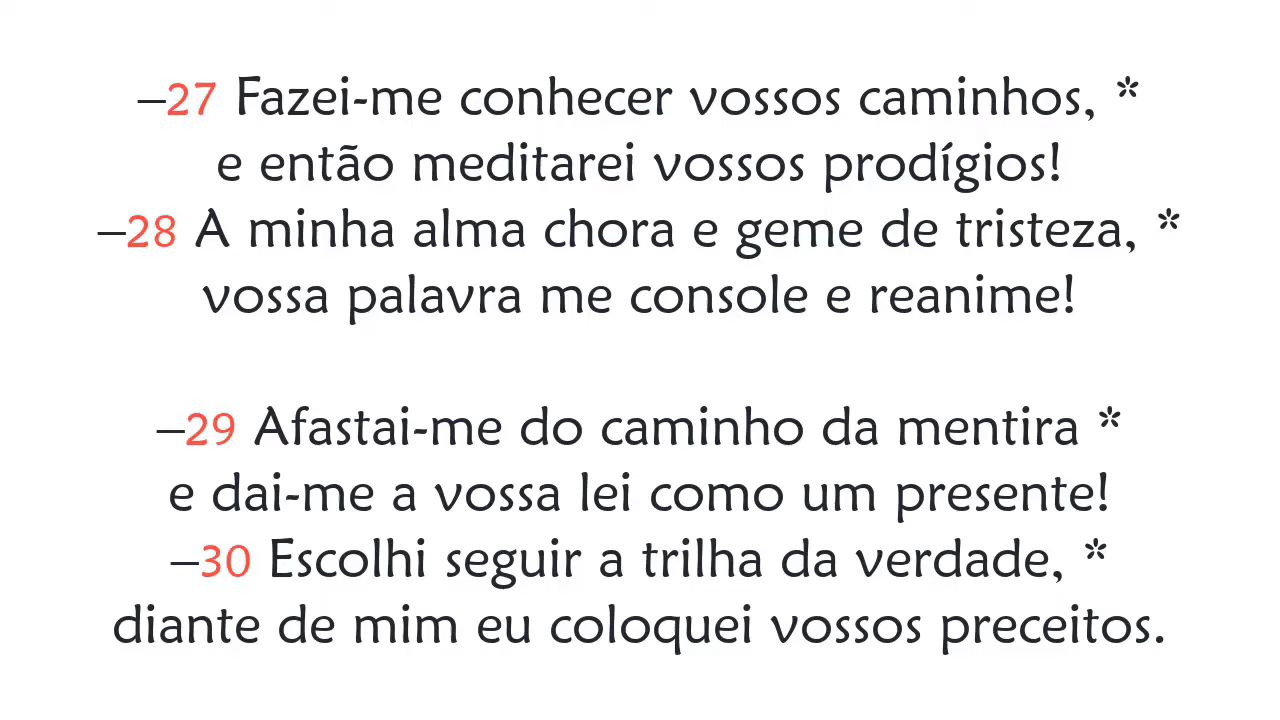 –27 Fazei-me conhecer vossos caminhos, *
e então meditarei vossos prodígios!
–28 A minha alma chora e geme de tristeza, *
vossa palavra me console e reanime!
–29 Afastai-me do caminho da mentira *
e dai-me a vossa lei como um presente!
–30 Escolhi seguir a trilha da verdade, *
diante de mim eu coloquei vossos preceitos.